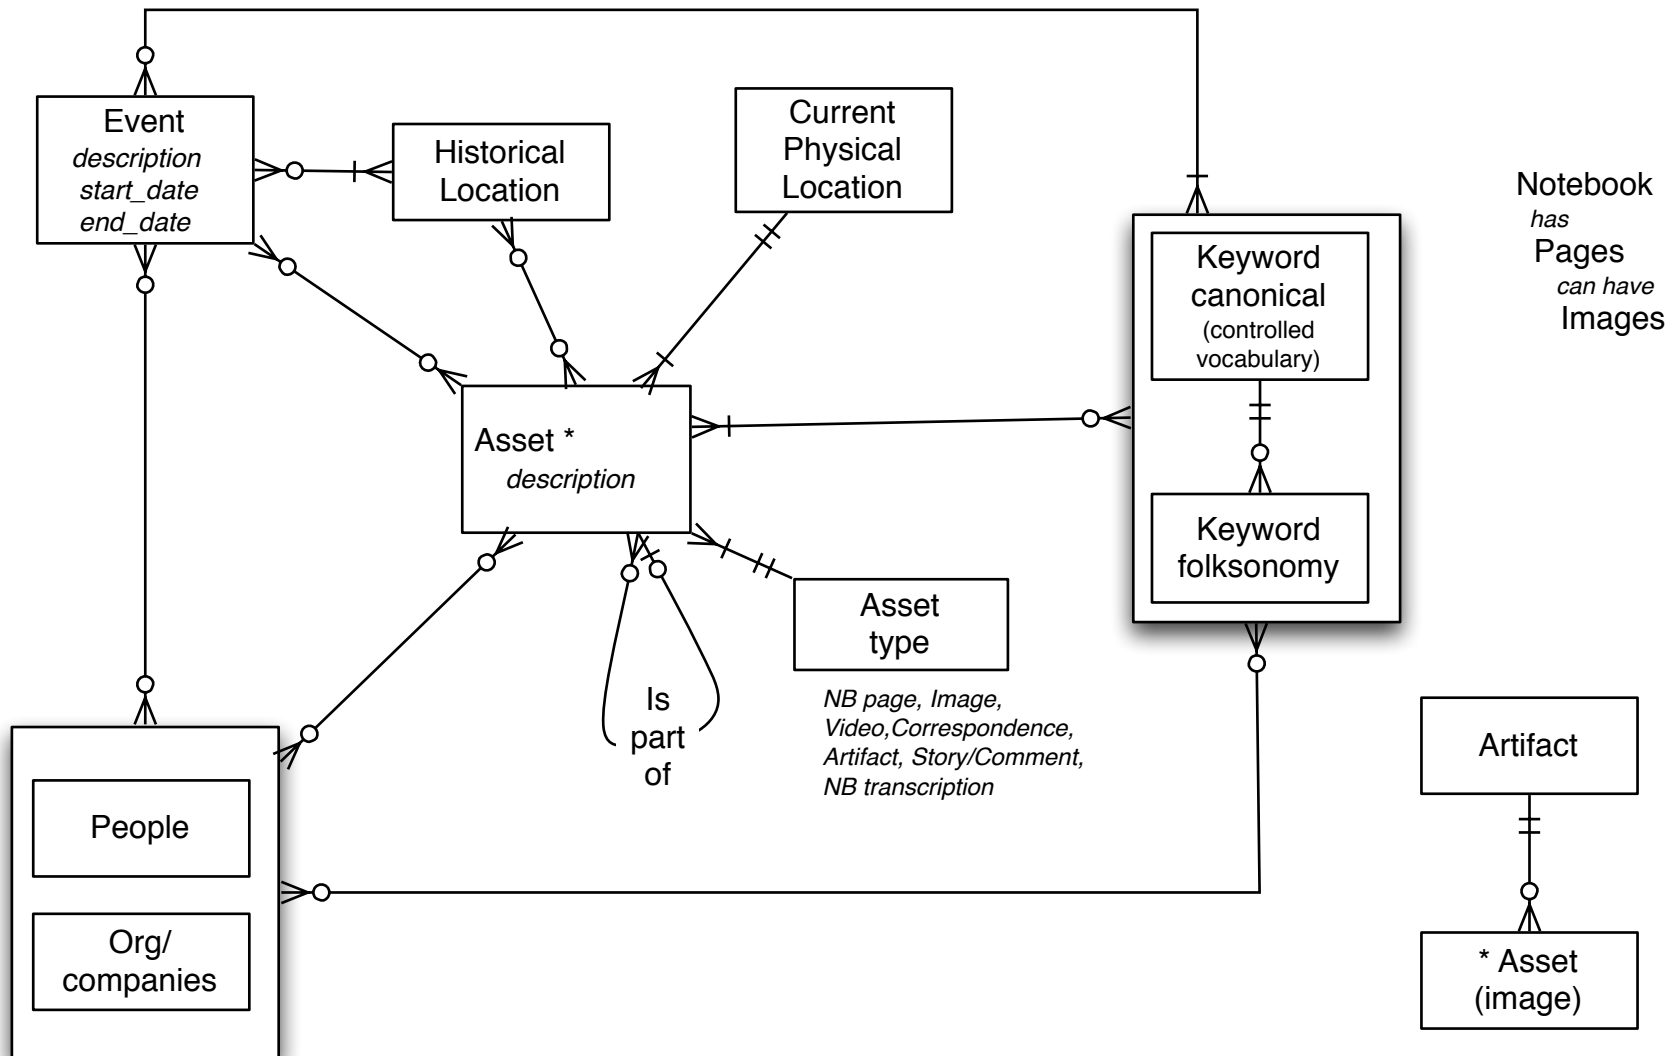 Event
description
start_date
end_date
Historical
Location
Current
Physical
Location
Notebook
has
Pages
can have
Images
Keyword
canonical
(controlled
vocabulary)
Keyword
folksonomy
Asset *
description
Asset
type
NB page, Image,
Video,Correspondence,
Artifact, Story/Comment,
NB transcription
Is
part
of
People
Org/
companies
Artifact
* Asset
(image)